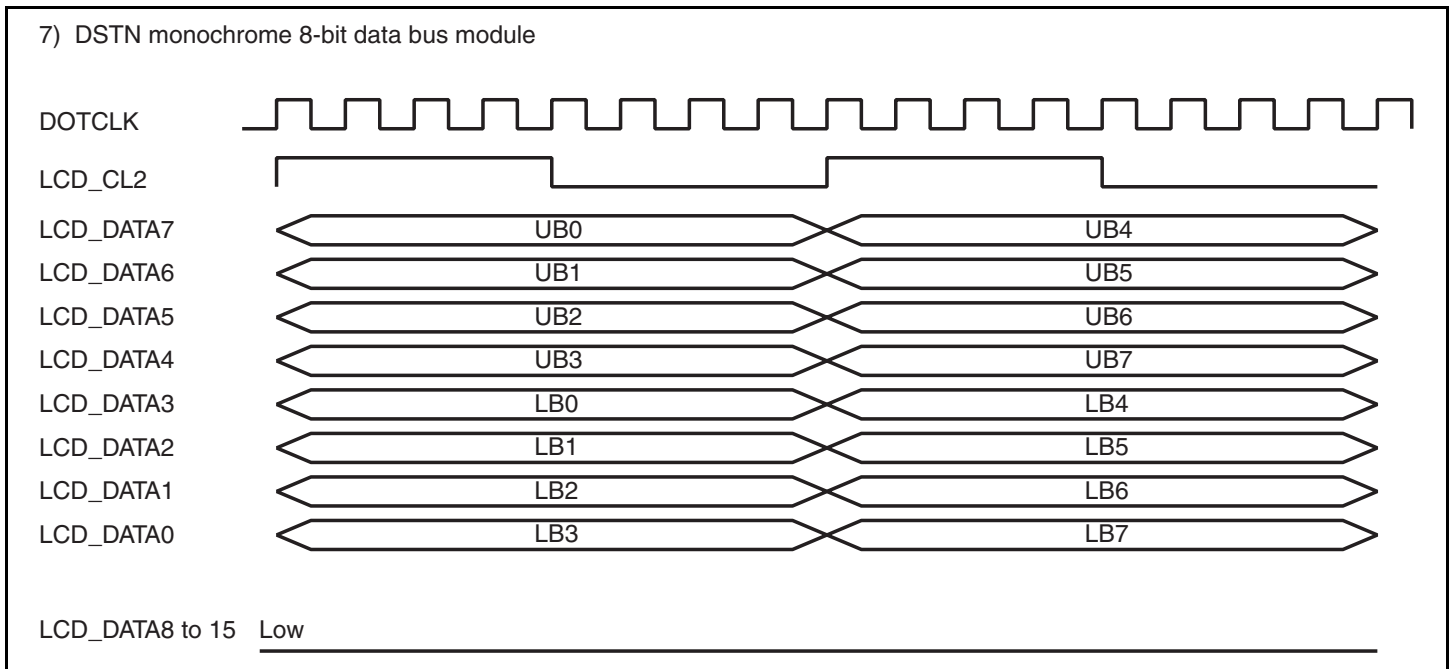 7) DSTN monochrome 8-bit data bus module
DOTCLK
LCD_CL2
LCD_DATA7 UB0 UB4
LCD_DATA6 UB1 UB5
LCD_DATA5 UB2 UB6
LCD_DATA4 UB3 UB7
LCD_DATA3 LB0 LB4
LCD_DATA2 LB1 LB5
LCD_DATA1 LB2 LB6
LCD_DATA0 LB3 LB7
LCD_DATA8 to 15 Low